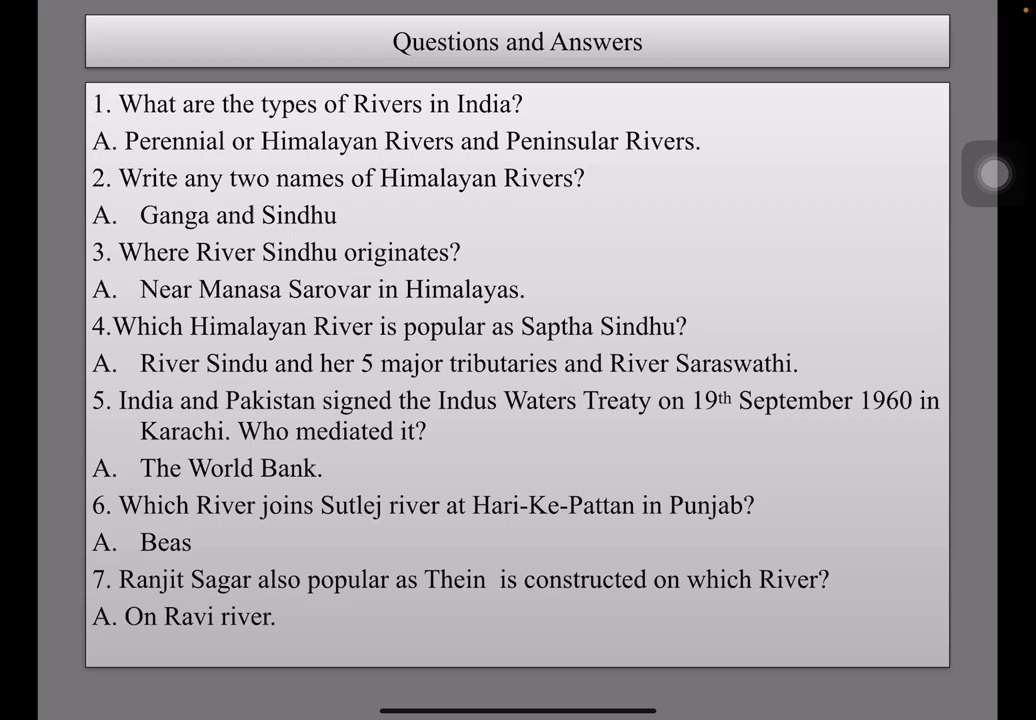 Questions and Answers
1. What are the types of Rivers in India?
A. Perennial or Himalayan Rivers and Peninsular Rivers.
2. Write any two names of Himalayan Rivers?
A. Ganga and Sindhu
3. Where River Sindhu originates?
A. Near Manasa Sarovar in Himalayas.
4.Which Himalayan River is popular as Saptha Sindhu?
A. River Sindu and her 5 major tributaries and River Saraswathi.
5. India and Pakistan signed the Indus Waters Treaty on 19th September 1960 in
Karachi. Who mediated it?
A. The World Bank.
6. Which River joins Sutlej river at Hari-Ke-Pattan in Punjab?
A. Beas
7. Ranjit Sagar also popular as Thein is constructed on which River?
A. On Ravi river.